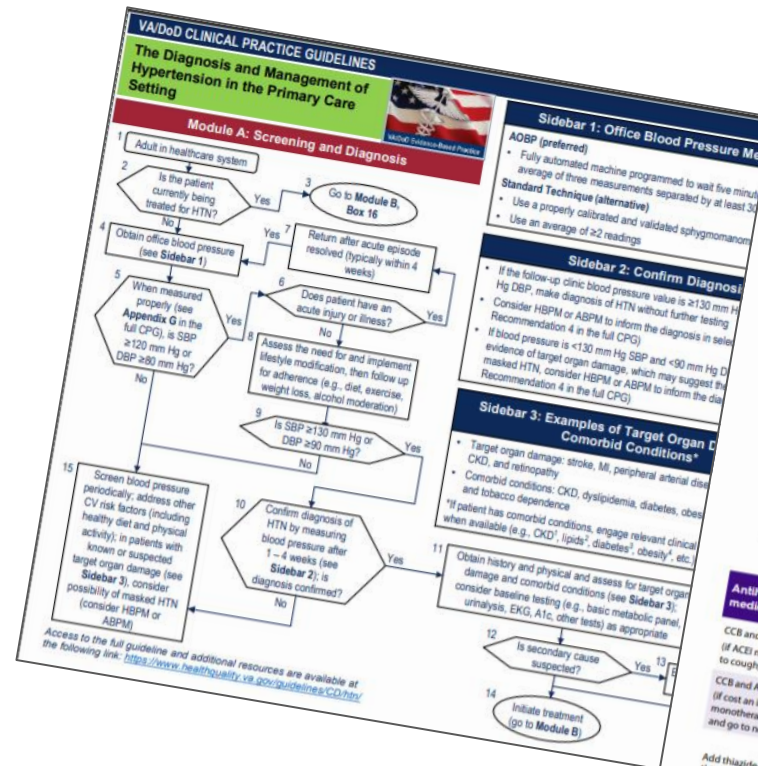 VA/DoD CLINICAL PRACTICE GUIDELINES
The Diagnosis and Management of
Hypertension in the Primary Care
Setting
VA/DoD Evidence-Based Practice
Module A: Screening and Diagnosis
1
Adult in healthcare system
2
Is the patient
currently being
treated for HTN?
Yes
No
3
Go to Module B,
Box 16
4
Obtain office blood pressure
(see Sidebar 1)
Yes
7
Return after acute episode
resolved (typically within 4
weeks)
5
When measured
properly (see
Appendix G in the
full CPG), is SBP
≥120 mm Hg or
DBP ≥80 mm Hg?
Yes
No
6
Does patient have an
acute injury or illness?
Yes
No
8
Assess the need for and implement
lifestyle modification, then follow up
for adherence (e.g., diet, exercise,
weight loss, alcohol moderation)
9
Is SBP ≥130 mm Hg or
DBP ≥90 mm Hg?
Yes
No
15
Screen blood pressure
periodically; address other
CV risk factors (including
healthy diet and physical
activity); in patients with
known or suspected
target organ damage (see
Sidebar 3), consider
possibility of masked HTN
(consider HBPM or
ABPM)
10
Confirm diagnosis of
HTN by measuring
blood pressure after
1 – 4 weeks (see
Sidebar 2); is
diagnosis confirmed?
Yes
No
11
Obtain history and physical and assess for target organ
damage and comorbid conditions (see Sidebar 3);
consider baseline testing (e.g., basic metabolic panel,
urinalysis, EKG, A1c, other tests) as appropriate
12
Is secondary cause
suspected?
Yes
13
14
Initiate treatment
(go to Module B)
Access to the full guideline and additional resources are available at
the following link: https://www.healthquality.va.gov/guidelines/CD/htn/
Sidebar 1: Office Blood Pressure
AOBP (preferred)
• Fully automated machine programmed to wait five
average of three measurements separated by at least 30
Standard Technique (alternative)
• Use a properly calibrated and validated
• Use an average of ≥2 readings
Sidebar 2: Confirm
• If the follow-up clinic blood pressure value is ≥130 mm
Hg DBP, make diagnosis of HTN without further testing
• Consider HBPM or ABPM to inform the diagnosis in
Recommendation 4 in the full CPG)
• If blood pressure is <130 mm Hg SBP and <90 mm Hg
evidence of target organ damage, which may suggest
masked HTN, consider HBPM or ABPM to inform the
Recommendation 4 in the full CPG)
Sidebar 3: Examples of Target Organ
Comorbid Conditions*
• Target organ damage: stroke, MI, peripheral arterial
CKD, and retinopathy
• Comorbid conditions: CKD, dyslipidemia, diabetes,
and tobacco dependence
*If patient has comorbid conditions, engage relevant clinical
when available (e.g., CKD¹, lipids², diabetes³, obesity⁴, etc.)
CCB and
(if ACEI
to cough
CCB and
(if cost an
and go to
Add